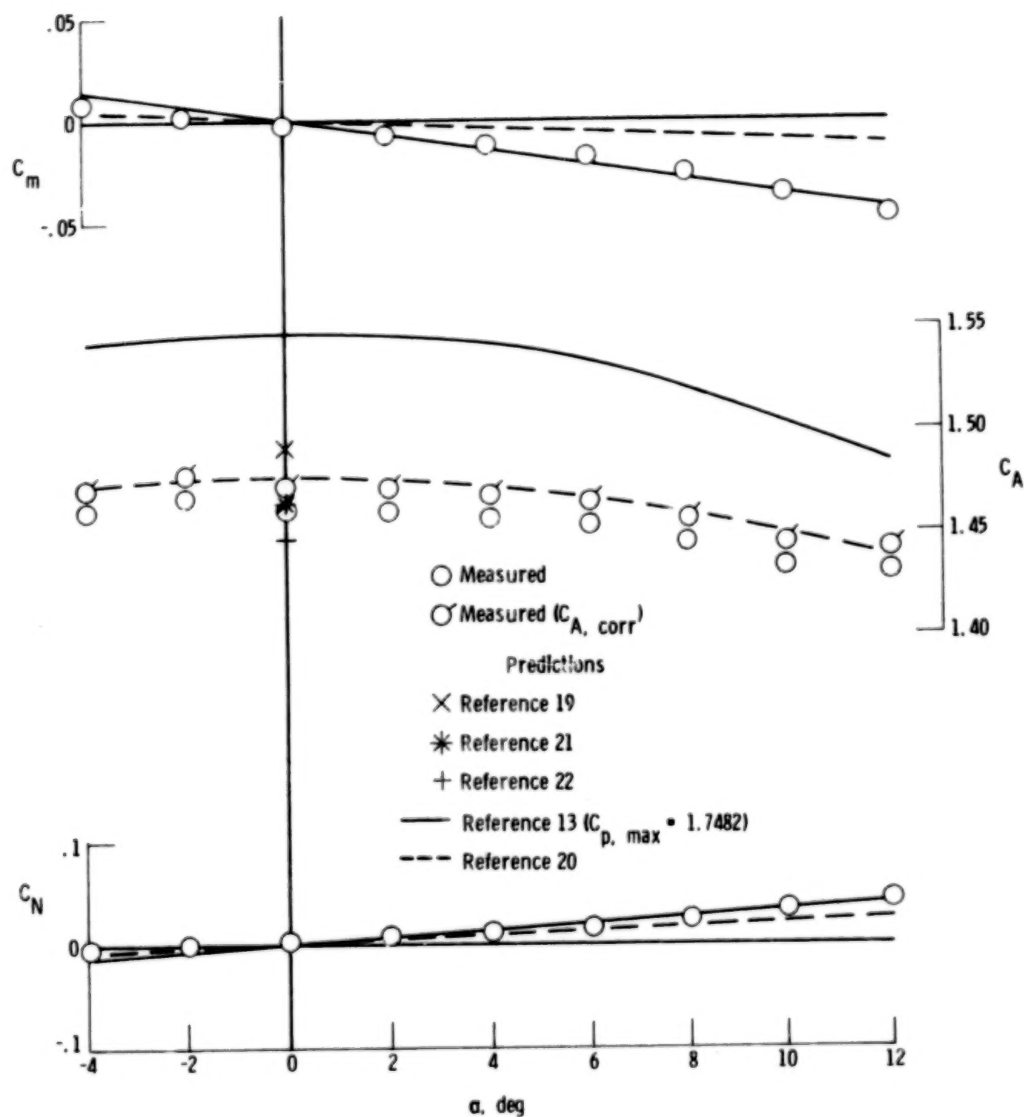 .05
0
C_m
-.05
1.55
1.50
C_A
1.45
1.40
Measured
Measured (C_A, corr)
Predictions
Reference 19
Reference 21
Reference 22
Reference 13 (C_p, max = 1.7482)
Reference 20
.1
C_N
0
-.1
-4 -2 0 2 4 6 8 10 12
α, deg